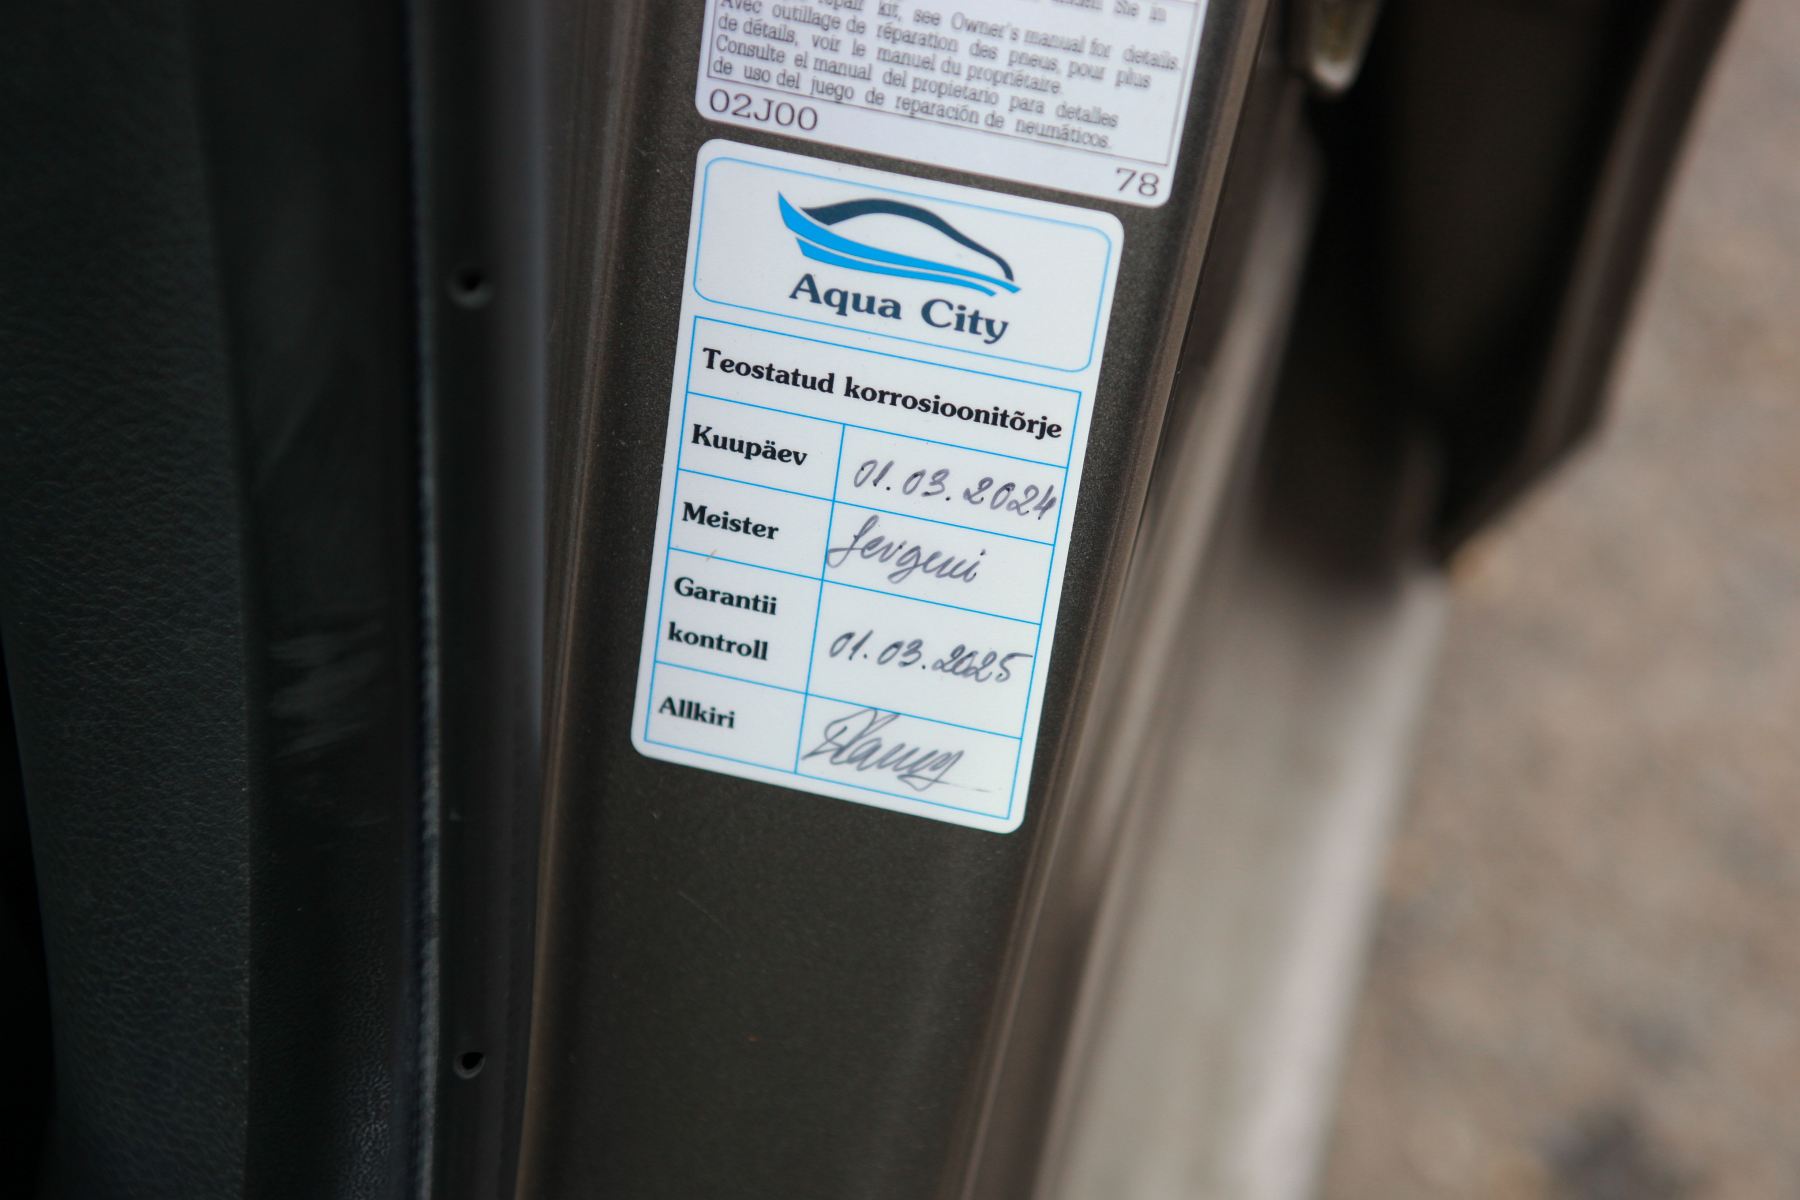 repair kit, see Owner's manual for details.
Avec outillage de réparation des pneus, pour plus
de détails, voir le manuel du propriétaire.
Consulte el manual del propietario para detalles
de uso del juego de reparación de neumáticos.
02J00
78
Aqua City
Teostatud korrosioonitõrje
Kuupäev 01.03.2024
Meister Jevgeni
Garantii
kontroll 01.03.2025
Allkiri